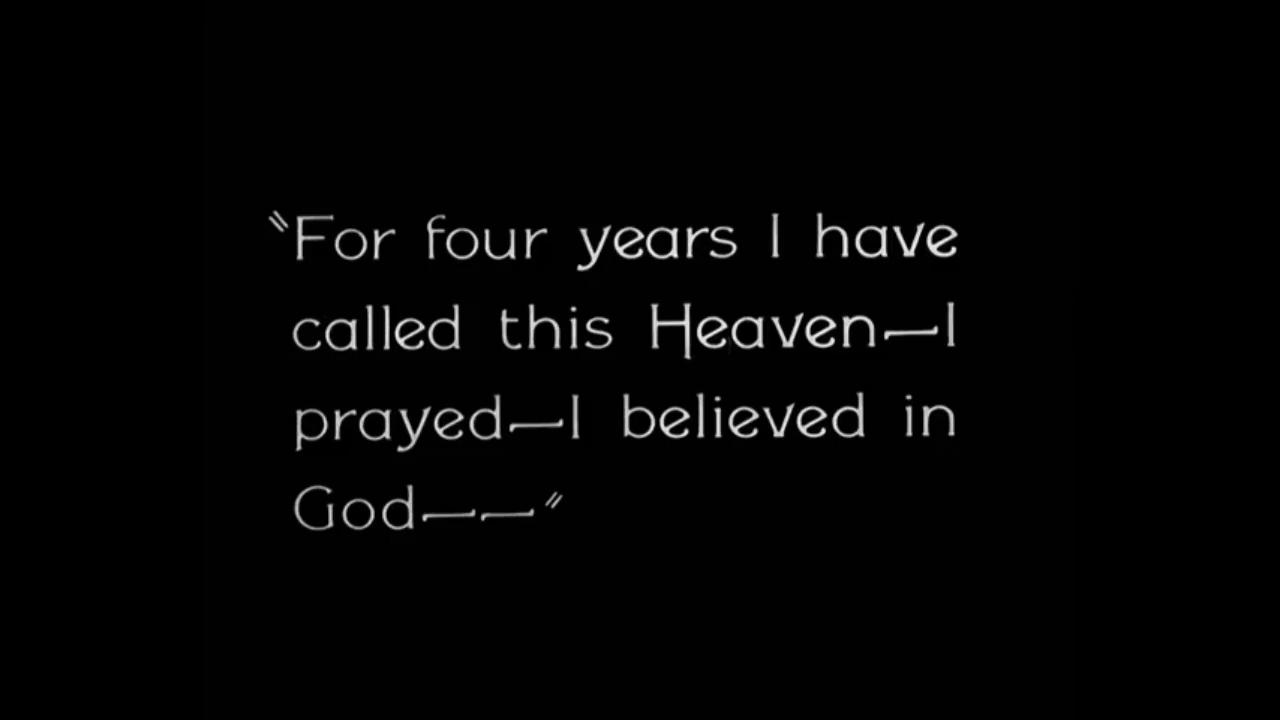 "For four years I have
called this Heaven—I
prayed—I believed in
God——"